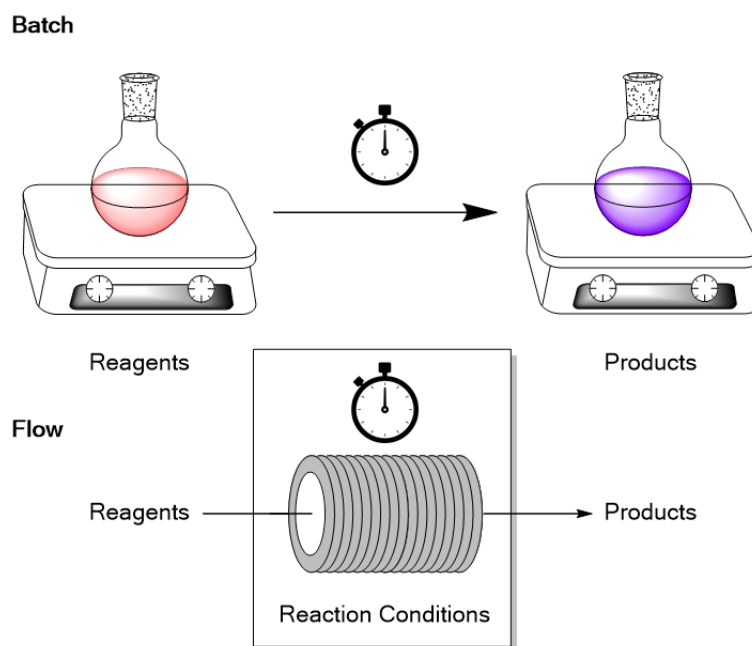 Batch
Reagents
Products
Flow
Reagents
Products
Reaction Conditions